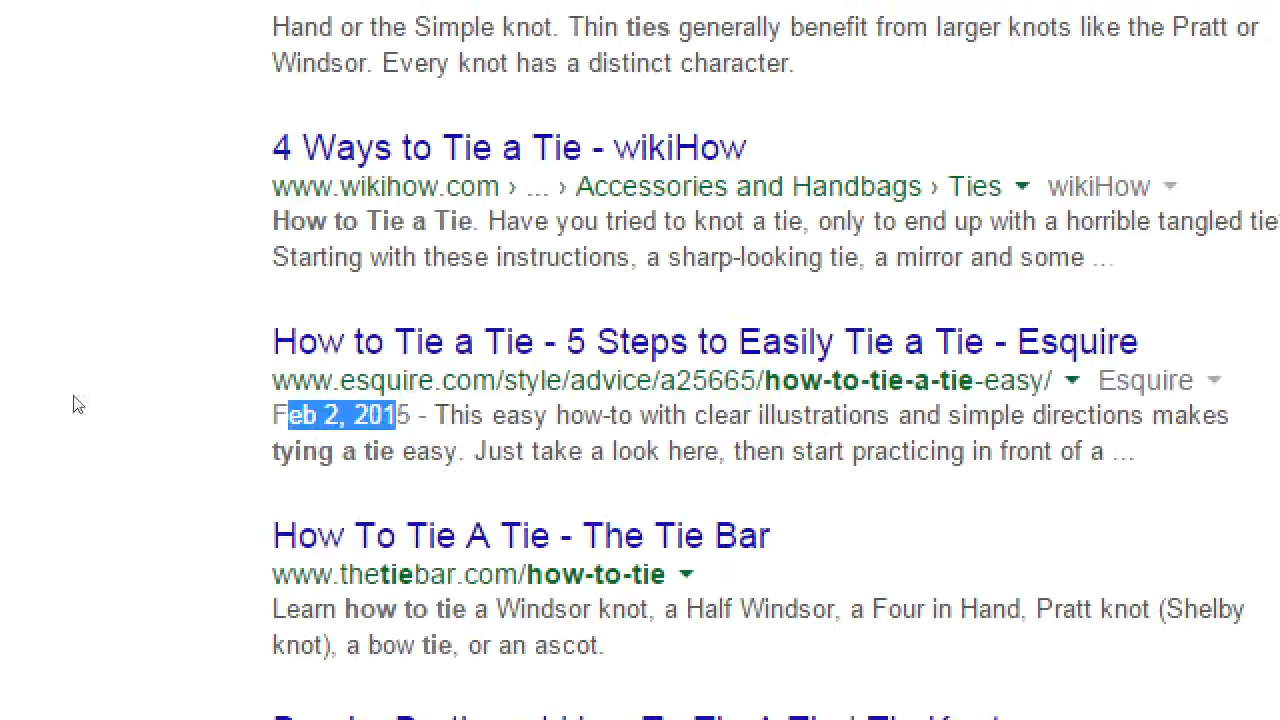 Hand or the Simple knot. Thin ties generally benefit from larger knots like the Pratt or
Windsor. Every knot has a distinct character.
4 Ways to Tie a Tie - wikiHow
www.wikihow.com › ... › Accessories and Handbags › Ties ▼ wikiHow ▼
How to Tie a Tie. Have you tried to knot a tie, only to end up with a horrible tangled tie
Starting with these instructions, a sharp-looking tie, a mirror and some ...
How to Tie a Tie - 5 Steps to Easily Tie a Tie - Esquire
www.esquire.com/style/advice/a25665/how-to-tie-a-tie-easy/ ▼ Esquire ▼
Feb 2, 2015 - This easy how-to with clear illustrations and simple directions makes
tying a tie easy. Just take a look here, then start practicing in front of a ...
How To Tie A Tie - The Tie Bar
www.thetiebar.com/how-to-tie ▼
Learn how to tie a Windsor knot, a Half Windsor, a Four in Hand, Pratt knot (Shelby
knot), a bow tie, or an ascot.